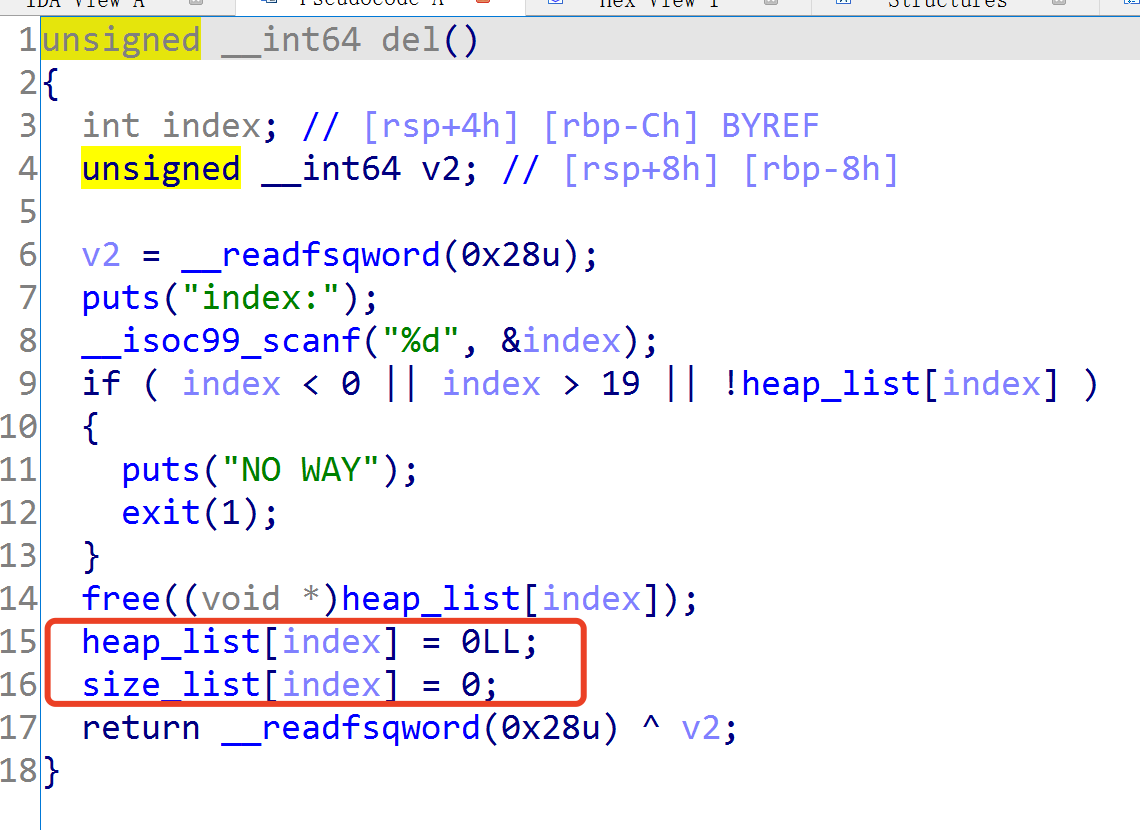 IDA View A Pseudocode A Hex View 1 Structures
1 unsigned __int64 del()
2 {
3 int index; // [rsp+4h] [rbp-Ch] BYREF
4 unsigned __int64 v2; // [rsp+8h] [rbp-8h]
5
6 v2 = __readfsqword(0x28u);
7 puts("index:");
8 __isoc99_scanf("%d", &index);
9 if ( index < 0 || index > 19 || !heap_list[index] )
10 {
11 puts("NO WAY");
12 exit(1);
13 }
14 free((void *)heap_list[index]);
15 heap_list[index] = 0LL;
16 size_list[index] = 0;
17 return __readfsqword(0x28u) ^ v2;
18 }